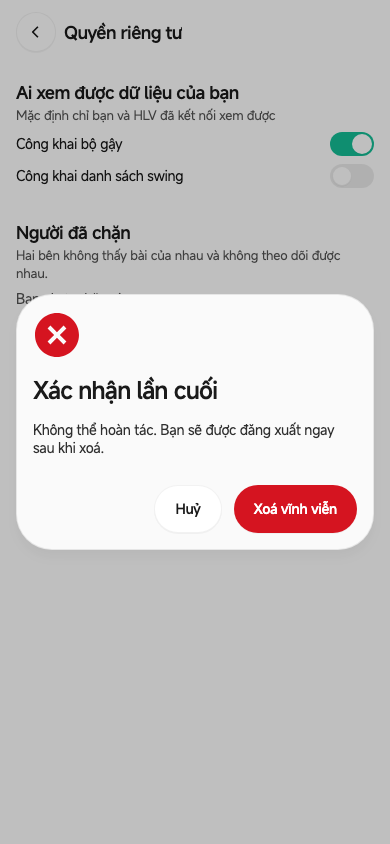 Quyền riêng tư
Ai xem được dữ liệu của bạn
Mặc định chỉ bạn và HLV đã kết nối xem được
Công khai bộ gậy
Công khai danh sách swing
Người đã chặn
Hai bên không thấy bài của nhau và không theo dõi được
nhau.
Xác nhận lần cuối
Không thể hoàn tác. Bạn sẽ được đăng xuất ngay
sau khi xoá.
Huỷ
Xoá vĩnh viễn